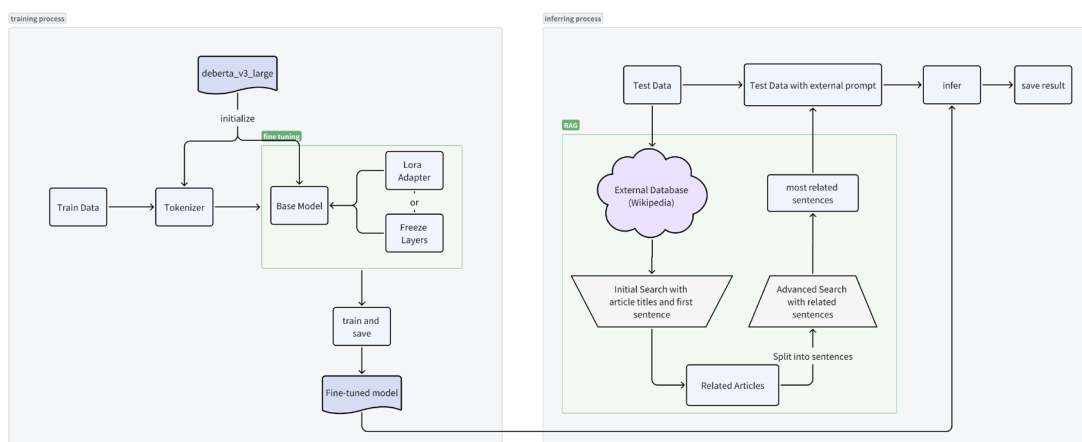 training process
deberta_v3_large
initialize
fine tuning
Lora
Adapter
or
Freeze
Layers
Base Model
Train Data
Tokenizer
train and
save
Fine-tuned model
inferring process
Test Data
Test Data with external prompt
infer
save result
RAG
External Database
(Wikipedia)
most related
sentences
Initial Search with
article titles and first
sentence
Advanced Search
with related
sentences
Split into sentences
Related Articles